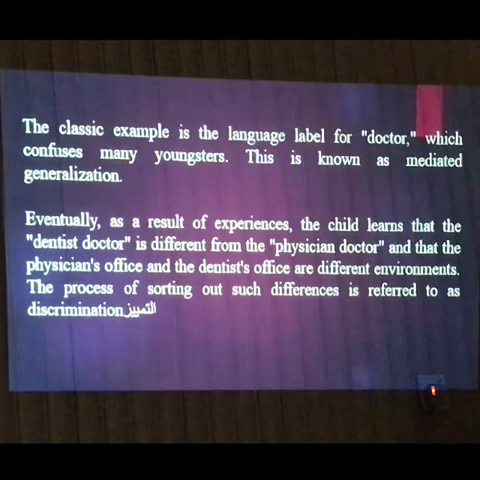 The classic example is the language label for "doctor," which
confuses many youngsters. This is known as mediated
generalization.
Eventually, as a result of experiences, the child learns that the
"dentist doctor" is different from the "physician doctor" and that the
physician's office and the dentist's office are different environments.
The process of sorting out such differences is referred to as
discrimination التمييز